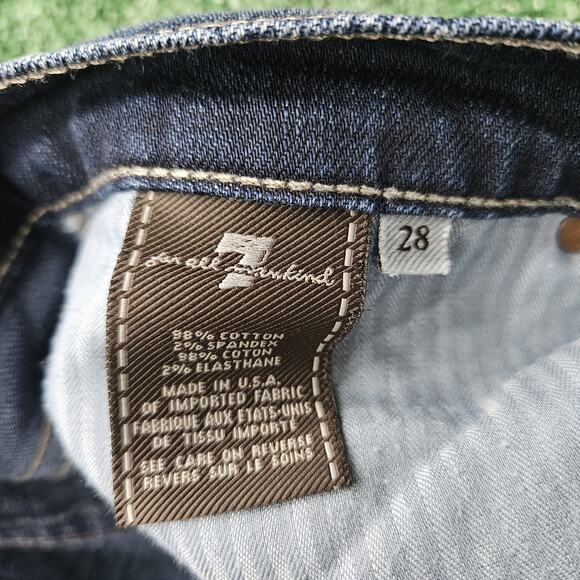 7
for all mankind
28
98% COTTON
2% SPANDEX
98% COTON
2% ELASTHANE
MADE IN U.S.A.
OF IMPORTED FABRIC
FABRIQUE AUX ETATS-UNIS
DE TISSU IMPORTÉ
SEE CARE ON REVERSE
REVERS SUR LE SOINS